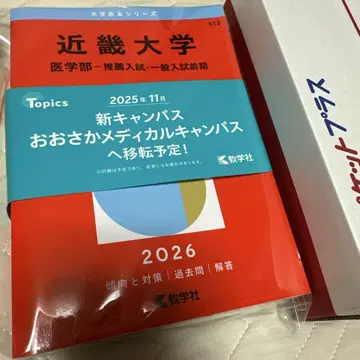 大学赤本シリーズ
512
近畿大学
医学部－推薦入試・一般入試前期
Topics
2025年11月
新キャンパス
おおさかメディカルキャンパス
へ移転予定！
教学社
2026
傾向と対策｜過去問｜解答
教学社
ケットプラス